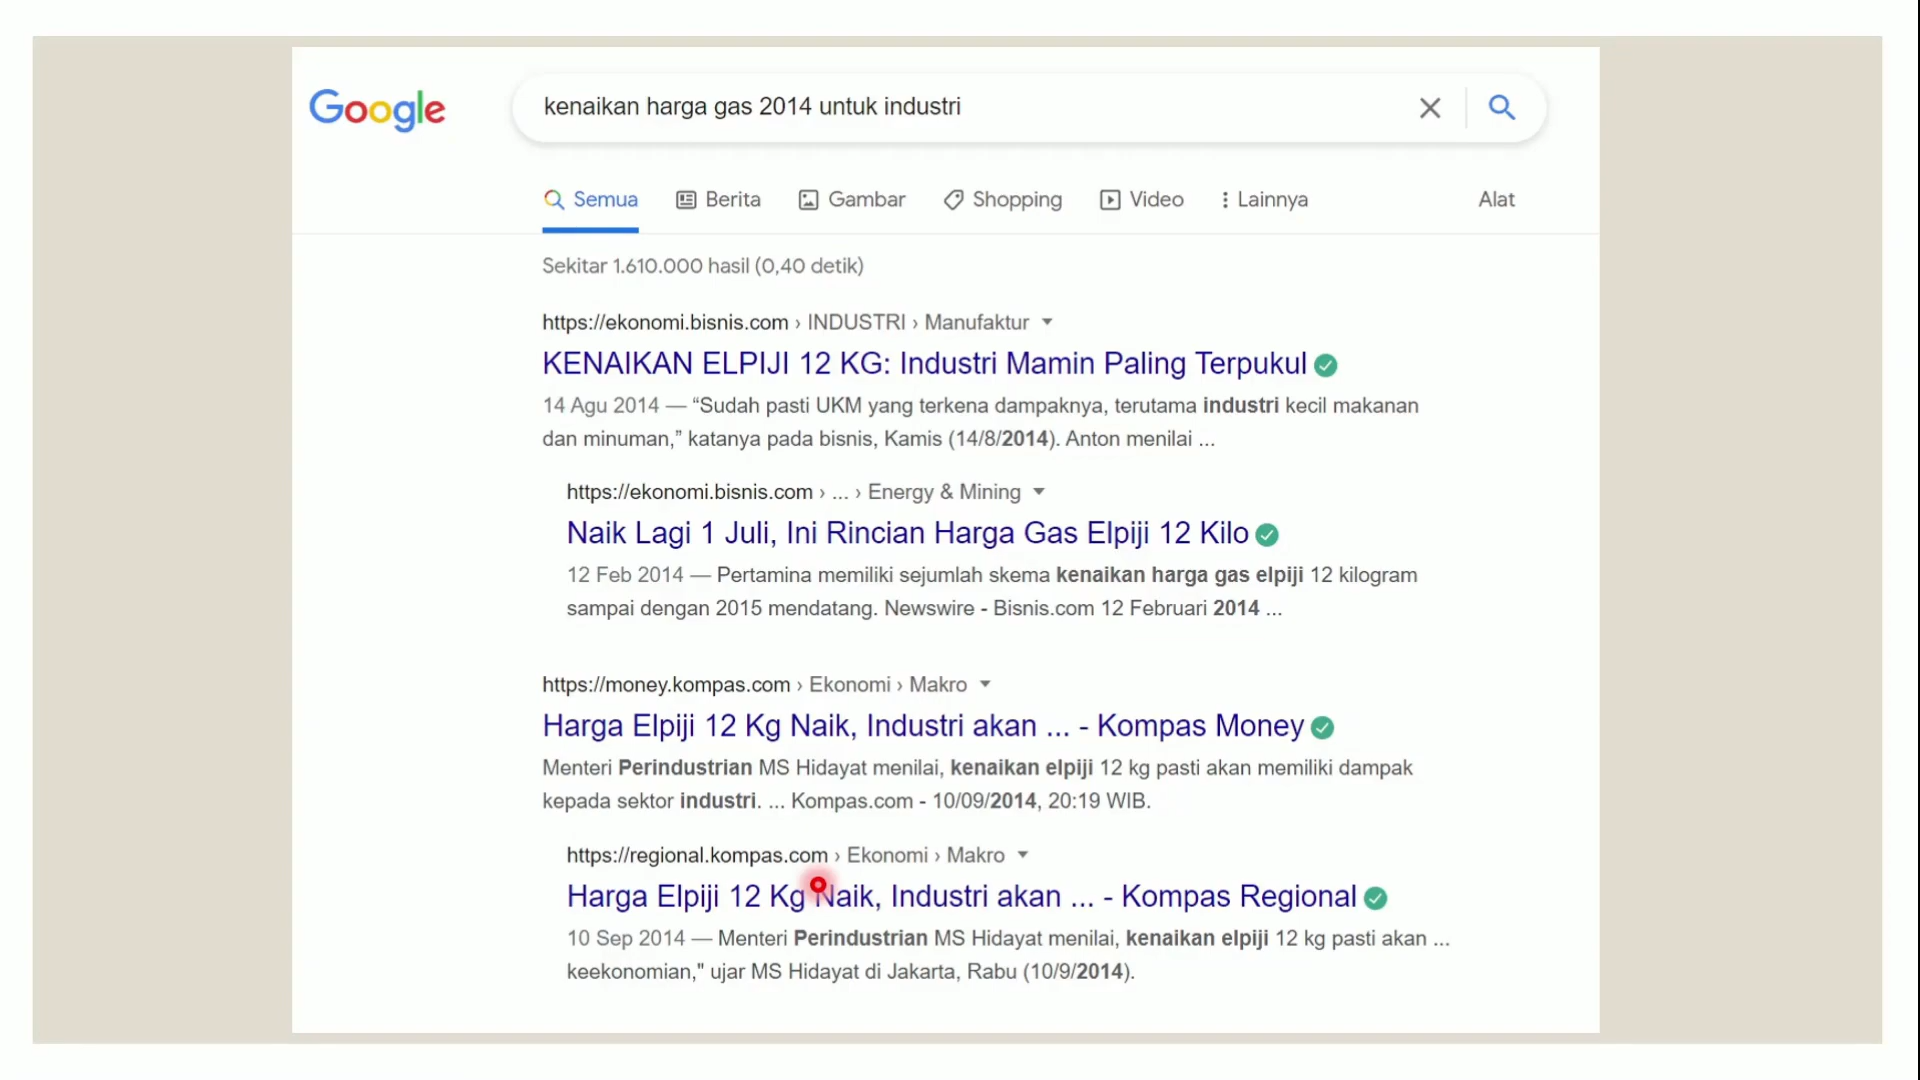 Google
kenaikan harga gas 2014 untuk industri
Semua Berita Gambar Shopping Video Lainnya Alat
Sekitar 1.610.000 hasil (0,40 detik)
https://ekonomi.bisnis.com › INDUSTRI › Manufaktur
KENAIKAN ELPIJI 12 KG: Industri Mamin Paling Terpukul
14 Agu 2014 — “Sudah pasti UKM yang terkena dampaknya, terutama industri kecil makanan
dan minuman,” katanya pada bisnis, Kamis (14/8/2014). Anton menilai ...
https://ekonomi.bisnis.com › ... › Energy & Mining
Naik Lagi 1 Juli, Ini Rincian Harga Gas Elpiji 12 Kilo
12 Feb 2014 — Pertamina memiliki sejumlah skema kenaikan harga gas elpiji 12 kilogram
sampai dengan 2015 mendatang. Newswire - Bisnis.com 12 Februari 2014 ...
https://money.kompas.com › Ekonomi › Makro
Harga Elpiji 12 Kg Naik, Industri akan ... - Kompas Money
Menteri Perindustrian MS Hidayat menilai, kenaikan elpiji 12 kg pasti akan memiliki dampak
kepada sektor industri. ... Kompas.com - 10/09/2014, 20:19 WIB.
https://regional.kompas.com › Ekonomi › Makro
Harga Elpiji 12 Kg Naik, Industri akan ... - Kompas Regional
10 Sep 2014 — Menteri Perindustrian MS Hidayat menilai, kenaikan elpiji 12 kg pasti akan ...
keekonomian," ujar MS Hidayat di Jakarta, Rabu (10/9/2014).